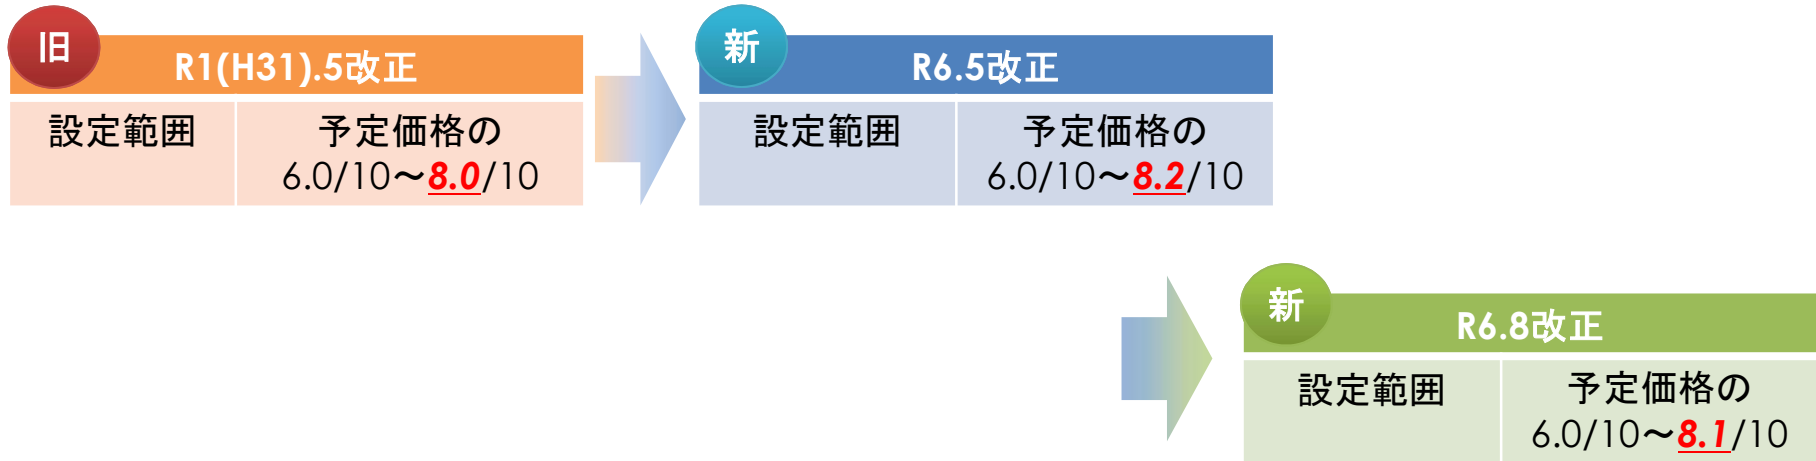 旧
R1(H31).5改正
設定範囲
予定価格の
6.0/10～8.0/10
新
R6.5改正
設定範囲
予定価格の
6.0/10～8.2/10
新
R6.8改正
設定範囲
予定価格の
6.0/10～8.1/10